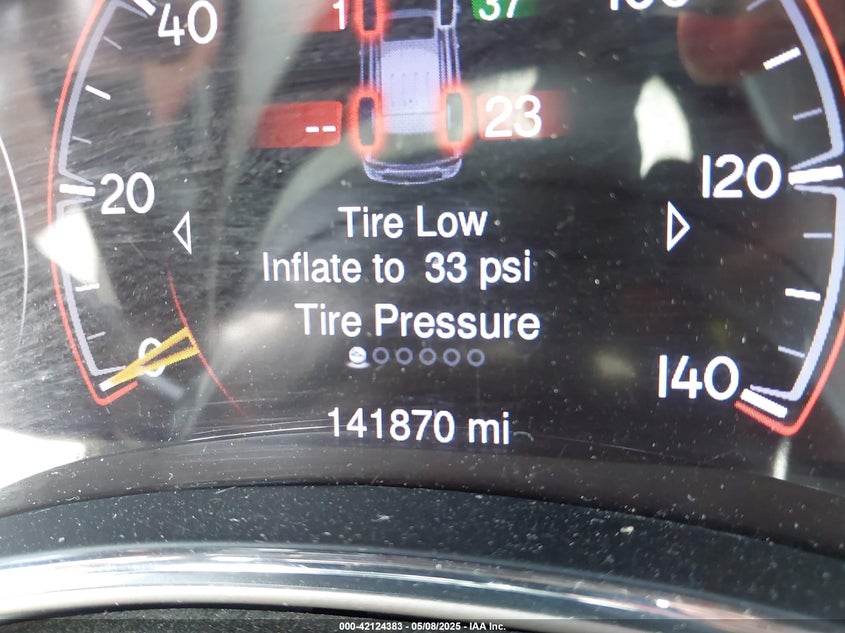 40
1
37
-- 23
20
120
Tire Low
Inflate to 33 psi
Tire Pressure
0
140
141870 mi
000-42124383 - 05/08/2025 - IAA Inc.